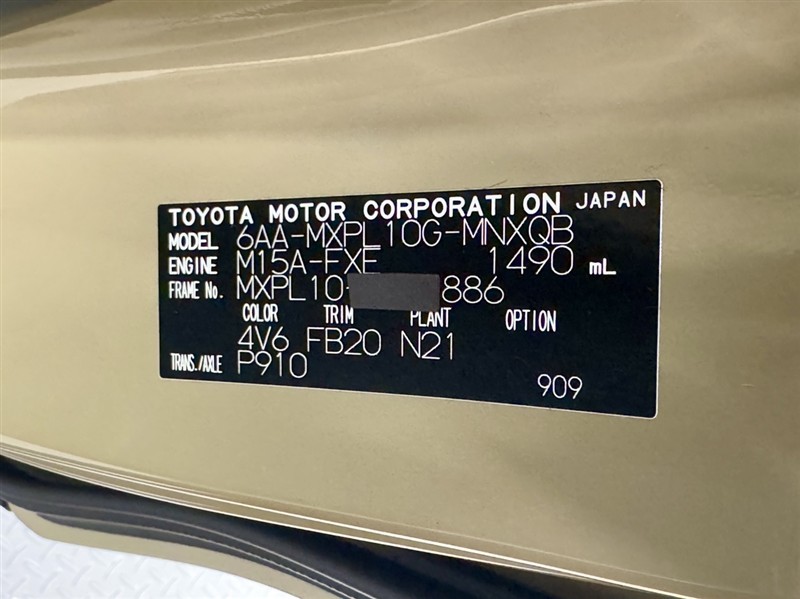 TOYOTA MOTOR CORPORATION JAPAN
MODEL 6AA-MXPL10G-MNXQB
ENGINE M15A-FXE 1490 mL
FRAME No. MXPL10- 886
COLOR TRIM PLANT OPTION
4V6 FB20 N21
TRANS./AXLE P910
909